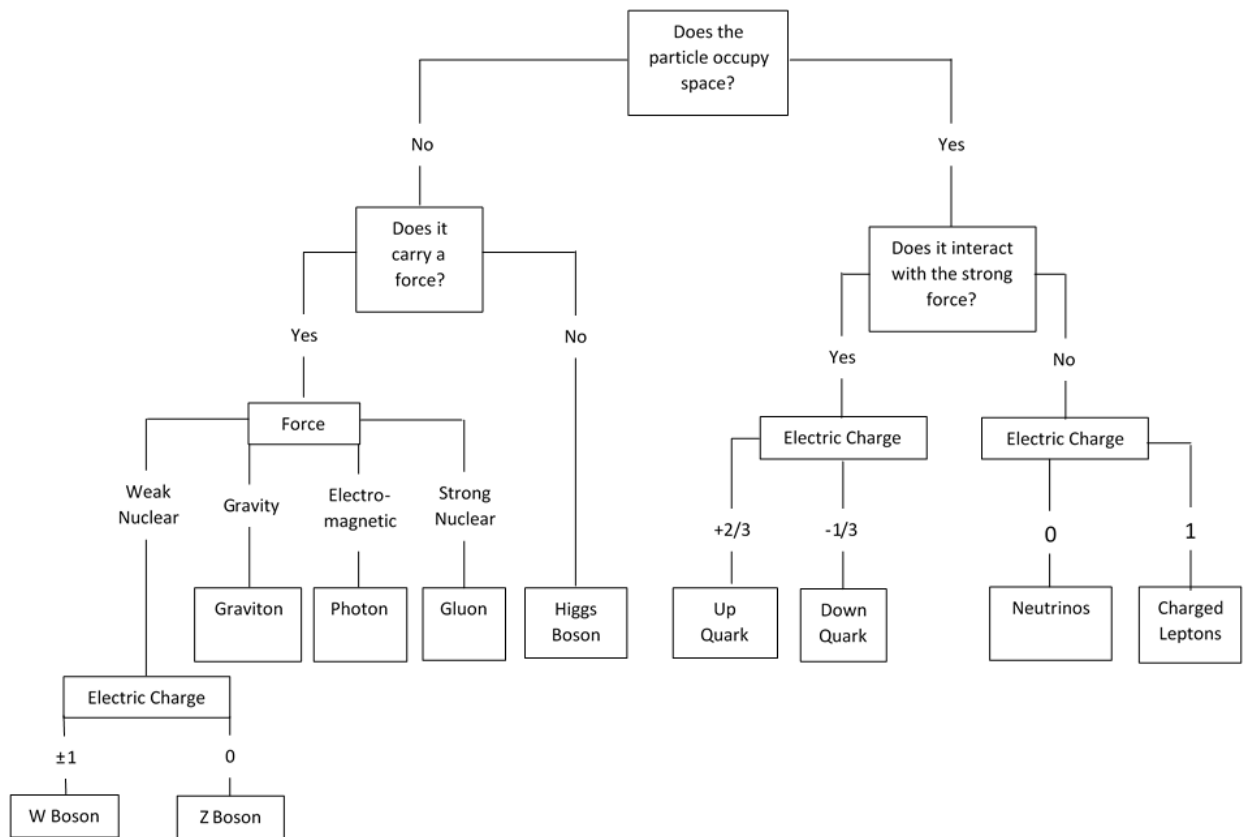 Does the
particle occupy
space?
No
Yes
Does it
carry a
force?
Does it interact
with the strong
force?
Yes
No
Yes
No
Force
Electric Charge
Electric Charge
Weak
Nuclear
Gravity
Electro-
magnetic
Strong
Nuclear
+2/3
-1/3
0
1
Graviton
Photon
Gluon
Higgs
Boson
Up
Quark
Down
Quark
Neutrinos
Charged
Leptons
Electric Charge
±1
0
W Boson
Z Boson